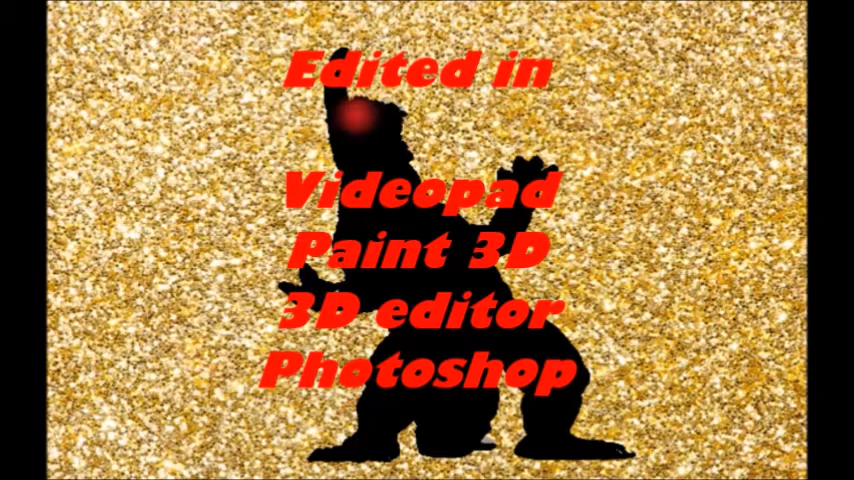 Edited in
Videopad
Paint 3D
3D editor
Photoshop